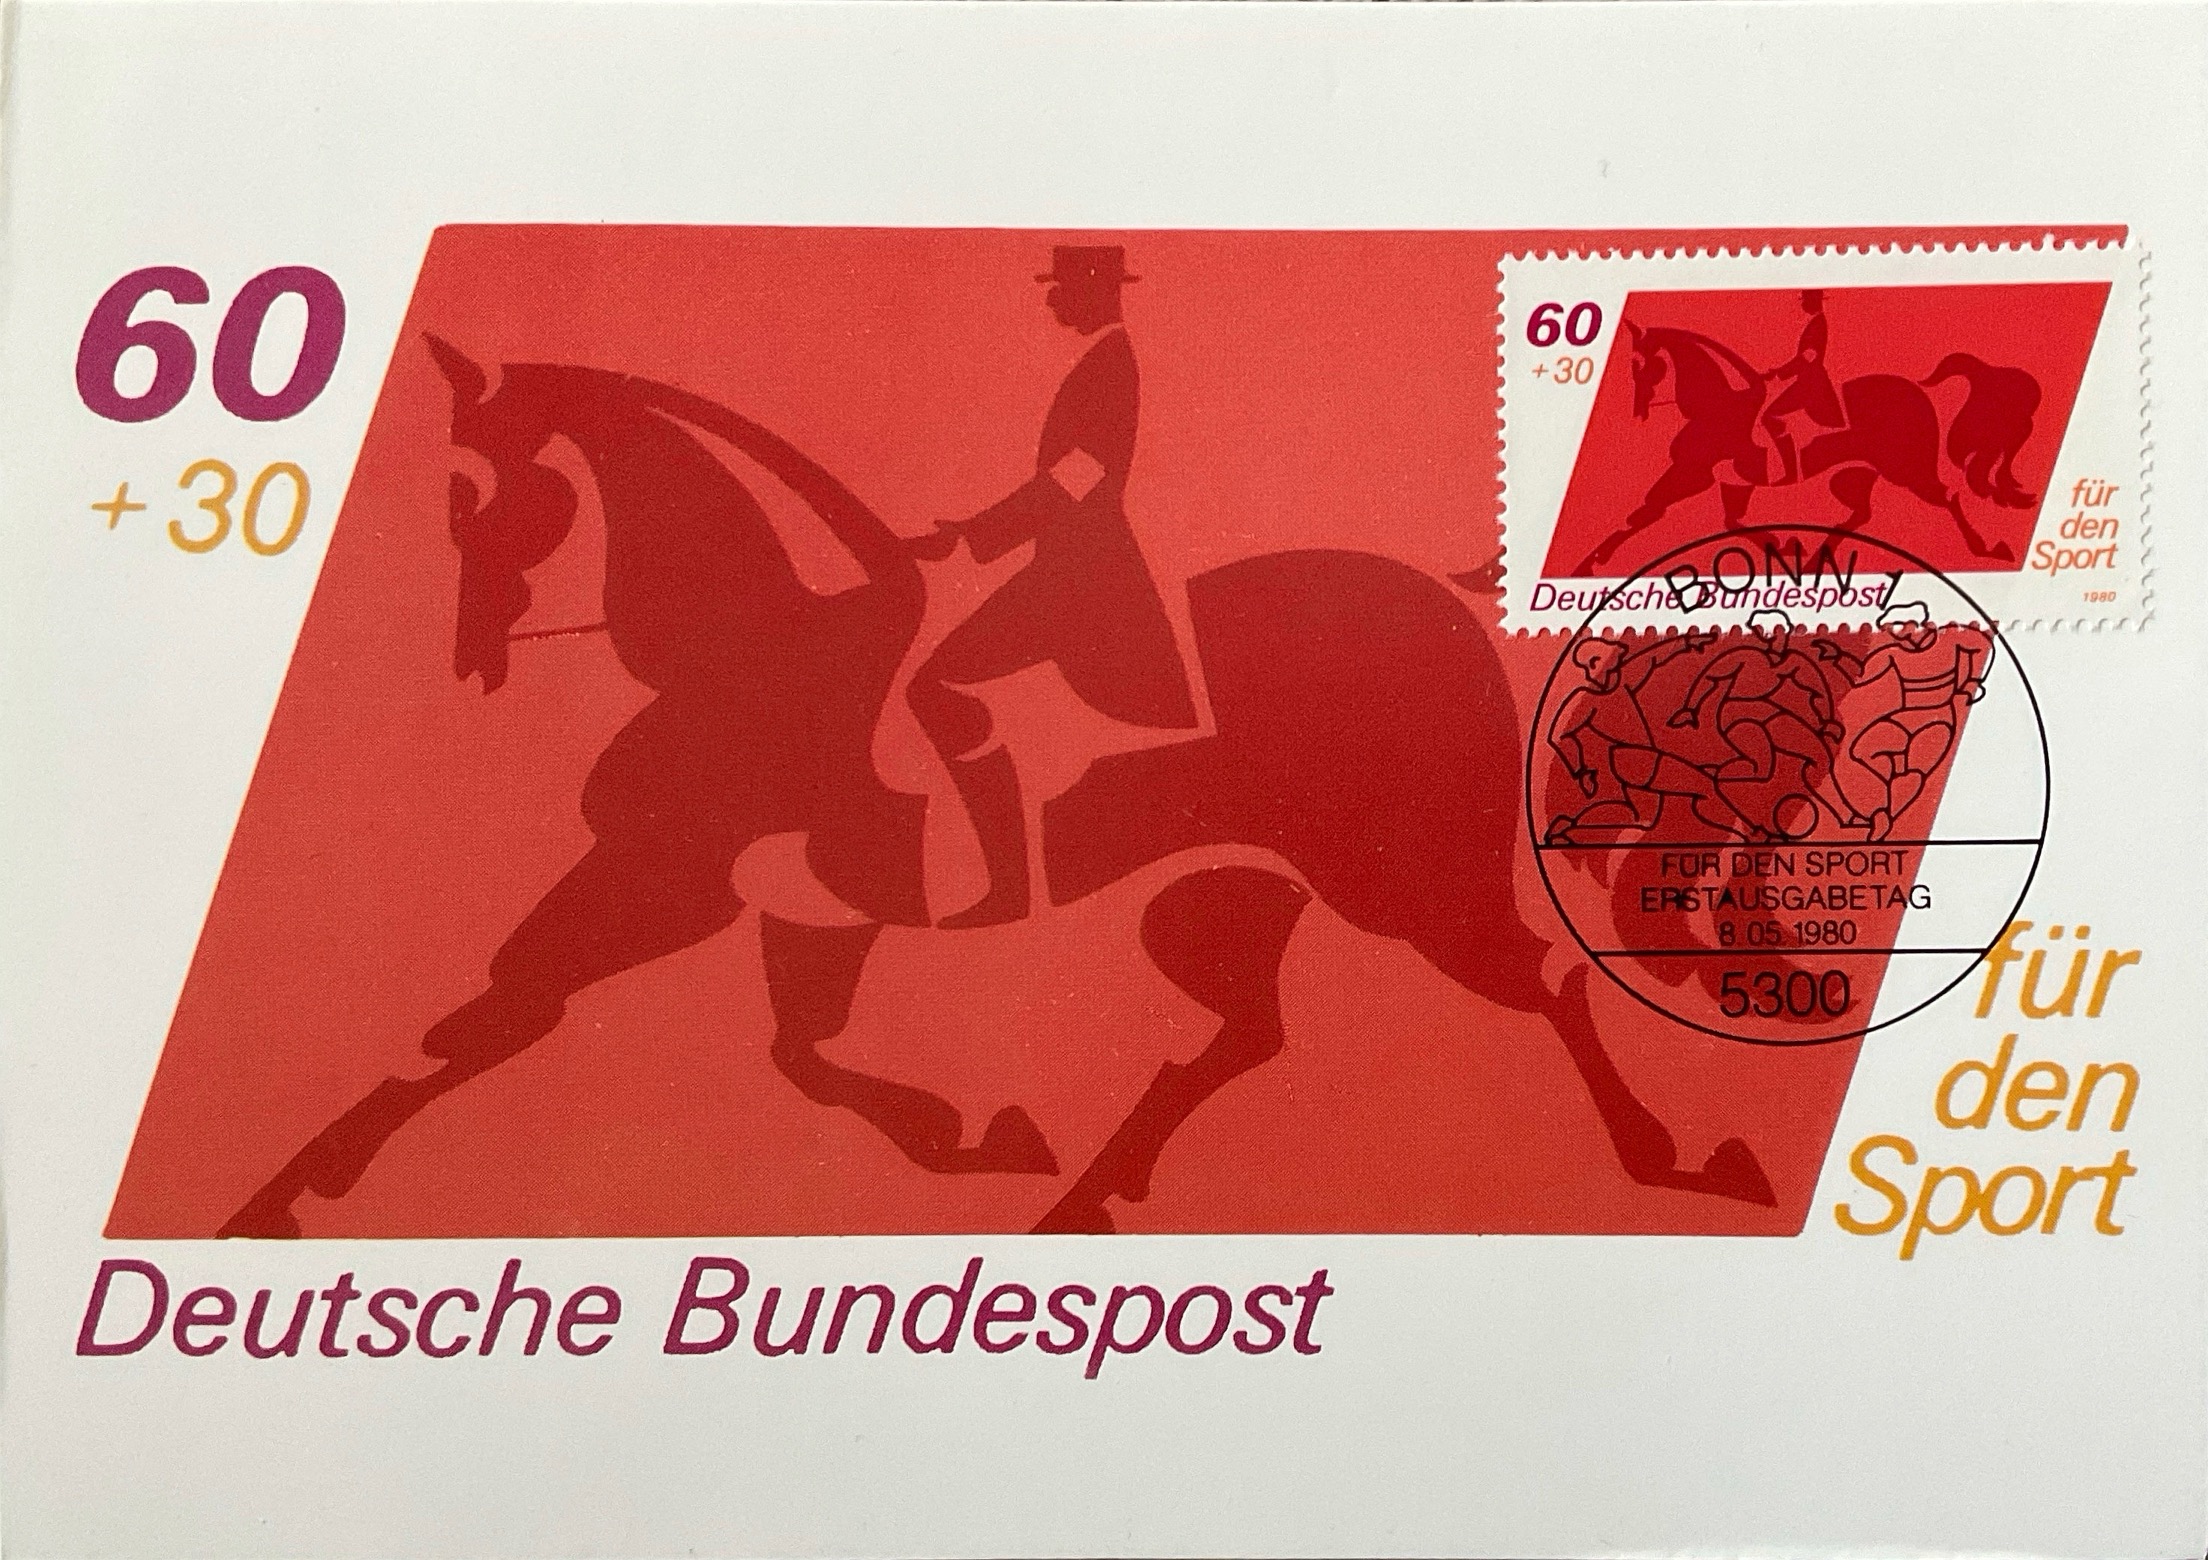 60
+ 30
60
+ 30
für
den
Sport
Deutsche Bundespost
1980
BONN 1
FÜR DEN SPORT
ERSTAUSGABETAG
8.05.1980
5300
für
den
Sport
Deutsche Bundespost